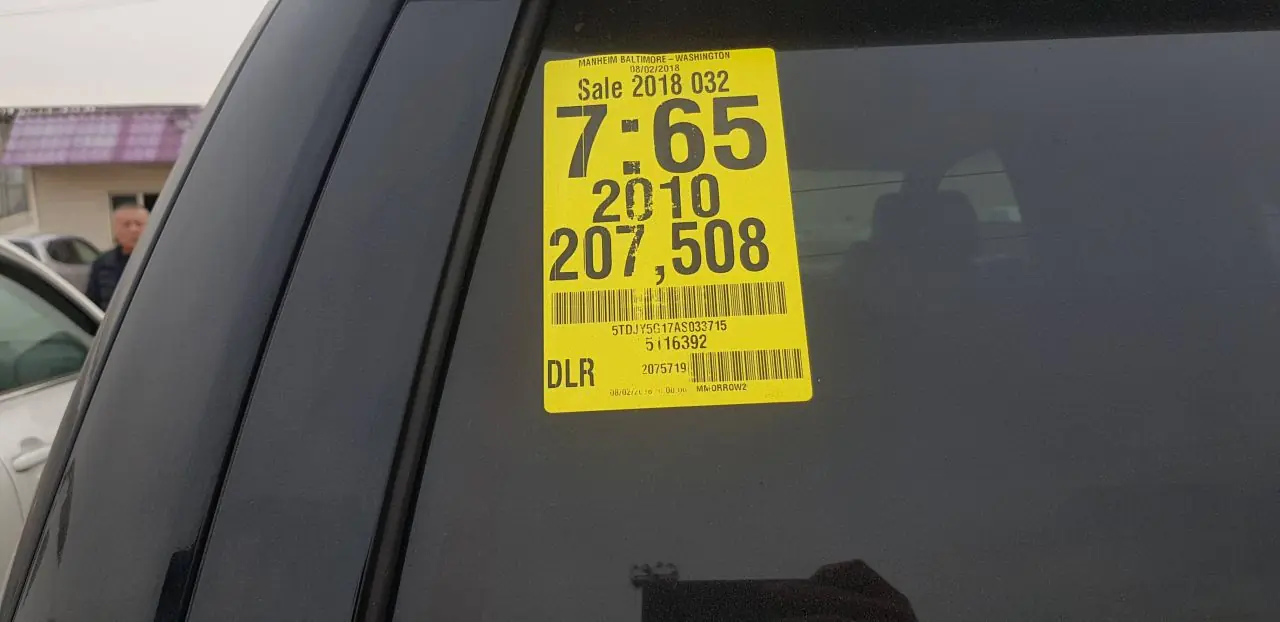 MANHEIM BALTIMORE - WASHINGTON
08/02/2018
Sale 2018 032
7:65
2010
207,508
5TDJY5G17AS033715
5116392
DLR
2075719
MMORROW2